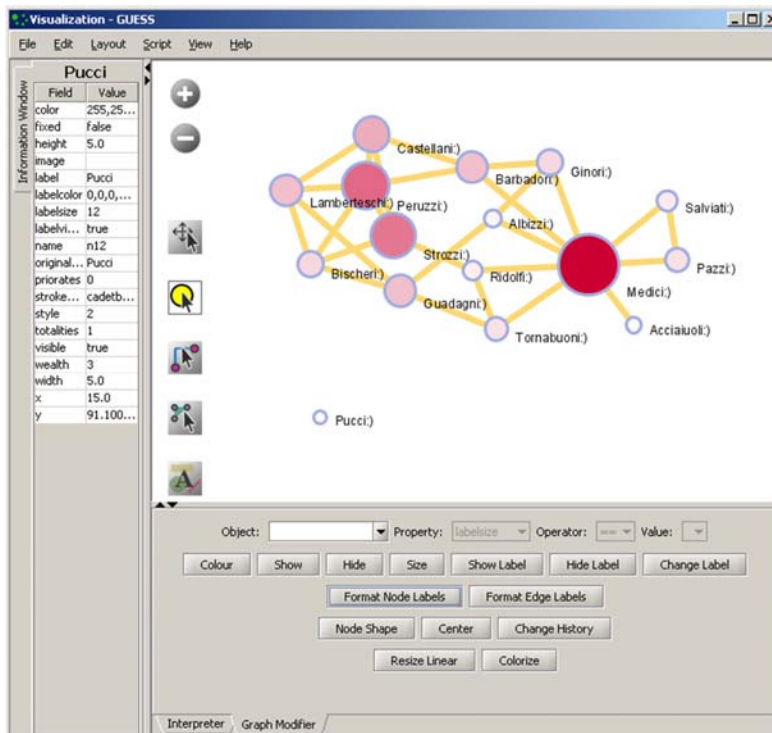 Visualization - GUESS
File Edit Layout Script View Help
Information Window
Pucci
Field Value
color 255,25...
fixed false
height 5.0
image
label Pucci
labelcolor 0,0,0,...
labelsize 12
labelvi... true
name n12
original... Pucci
priorates 0
stroke... cadetb...
style 2
totalities 1
visible true
wealth 3
width 5.0
x 15.0
y 91.100...
Castellani:)
Barbadori:)
Ginori:)
Lamberteschi:)
Peruzzi:)
Albizzi:)
Salviati:)
Strozzi:)
Bischeri:)
Ridolfi:)
Pazzi:)
Guadagni:)
Medici:)
Tornabuoni:)
Acciaiuoli:)
Pucci:)
A
Object: Property: labelsize Operator: == Value:
Colour Show Hide Size Show Label Hide Label Change Label
Format Node Labels Format Edge Labels
Node Shape Center Change History
Resize Linear Colorize
Interpreter Graph Modifier